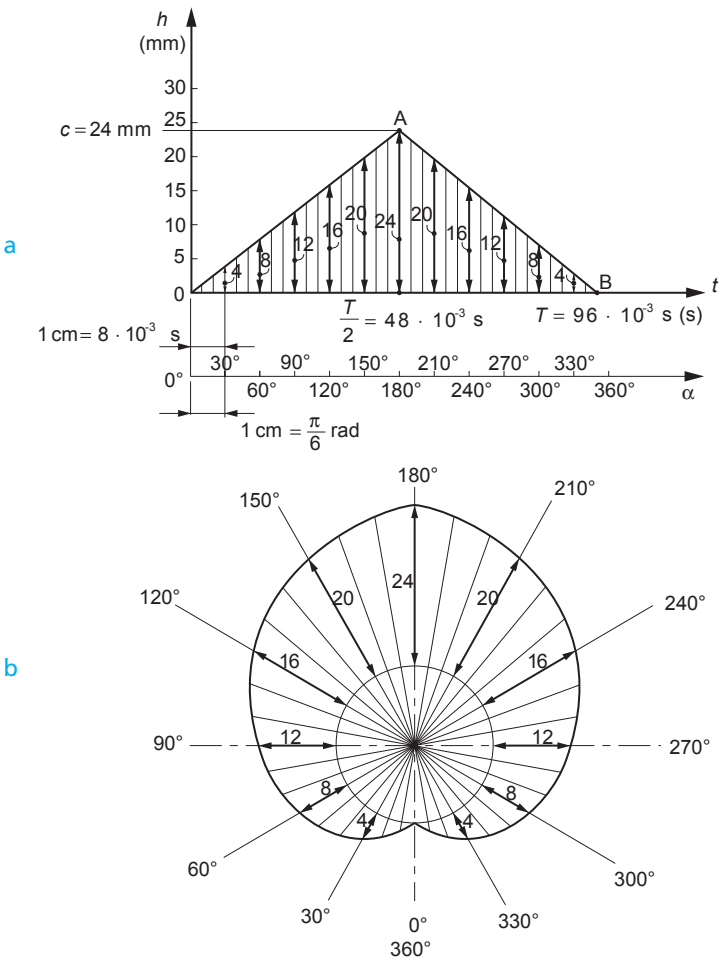 h
(mm)
30
25
c = 24 mm
A
20
15
10
5
0
4
8
12
16
20
24
20
16
12
8
4
B
t
a
T/2 = 48 · 10⁻³ s
T = 96 · 10⁻³ s (s)
1 cm = 8 · 10⁻³ s
30° 90° 150° 210° 270° 330°
0°
60° 120° 180° 240° 300° 360°
α
1 cm = π/6 rad
180°
150° 210°
24
20 20
120° 240°
16 16
b
90° 12 12 270°
8 8
4 4
60° 300°
30° 330°
0°
360°